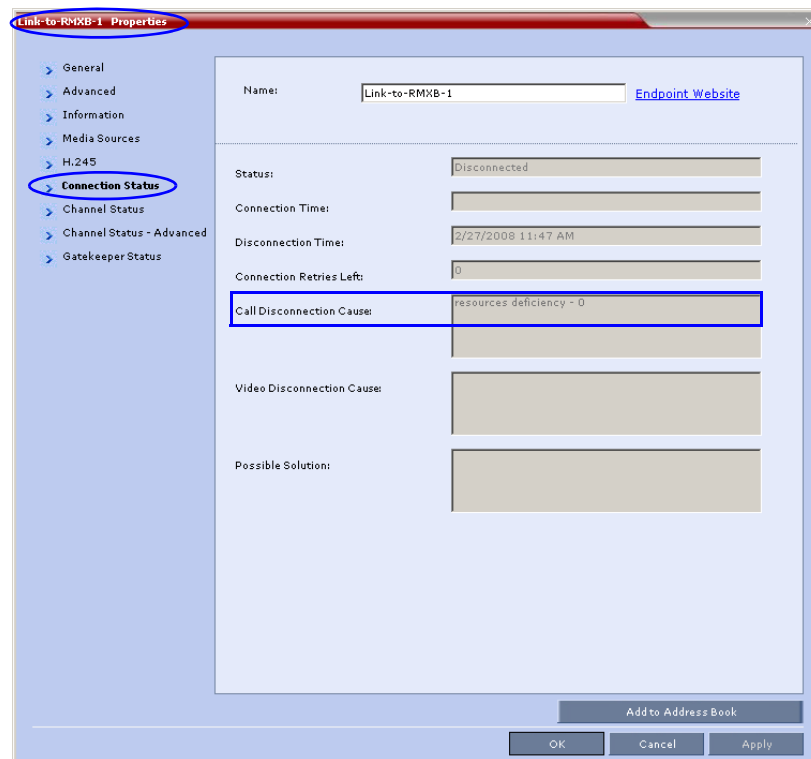 Link-to-RMXB-1 Properties
General
Advanced
Information
Media Sources
H.245
Connection Status
Channel Status
Channel Status - Advanced
Gatekeeper Status
Name: Link-to-RMXB-1 Endpoint Website
Status: Disconnected
Connection Time:
Disconnection Time: 2/27/2008 11:47 AM
Connection Retries Left: 0
Call Disconnection Cause: resources deficiency - 0
Video Disconnection Cause:
Possible Solution:
Add to Address Book
OK Cancel Apply